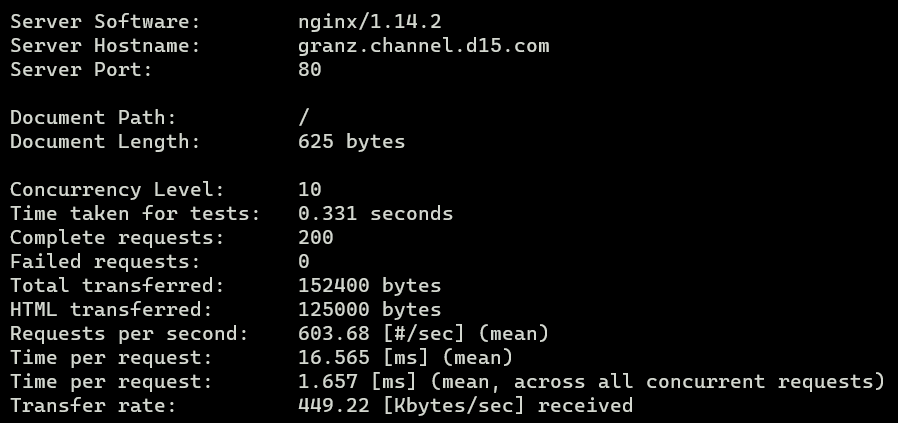 Server Software: nginx/1.14.2
Server Hostname: granz.channel.d15.com
Server Port: 80
Document Path: /
Document Length: 625 bytes
Concurrency Level: 10
Time taken for tests: 0.331 seconds
Complete requests: 200
Failed requests: 0
Total transferred: 152400 bytes
HTML transferred: 125000 bytes
Requests per second: 603.68 [#/sec] (mean)
Time per request: 16.565 [ms] (mean)
Time per request: 1.657 [ms] (mean, across all concurrent requests)
Transfer rate: 449.22 [Kbytes/sec] received